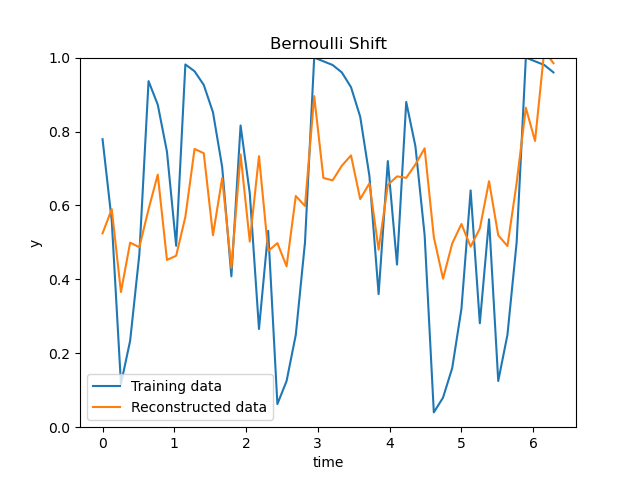 Bernoulli Shift
y
1.0
0.8
0.6
0.4
0.2
0.0
Training data
Reconstructed data
0 1 2 3 4 5 6
time